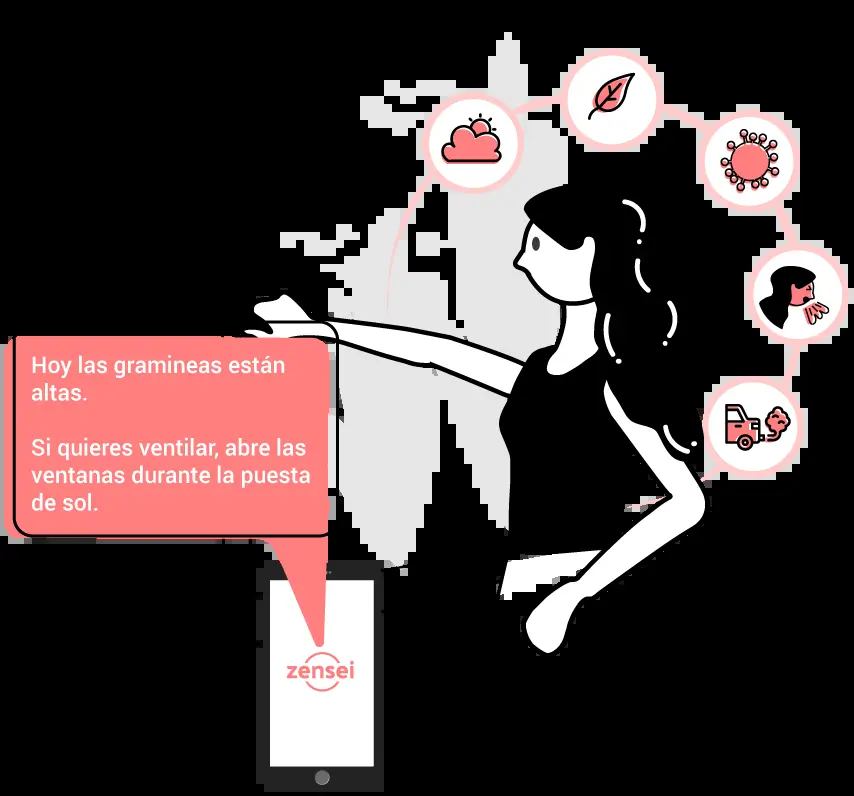 Hoy las gramineas están
altas.
Si quieres ventilar, abre las
ventanas durante la puesta
de sol.
zensei